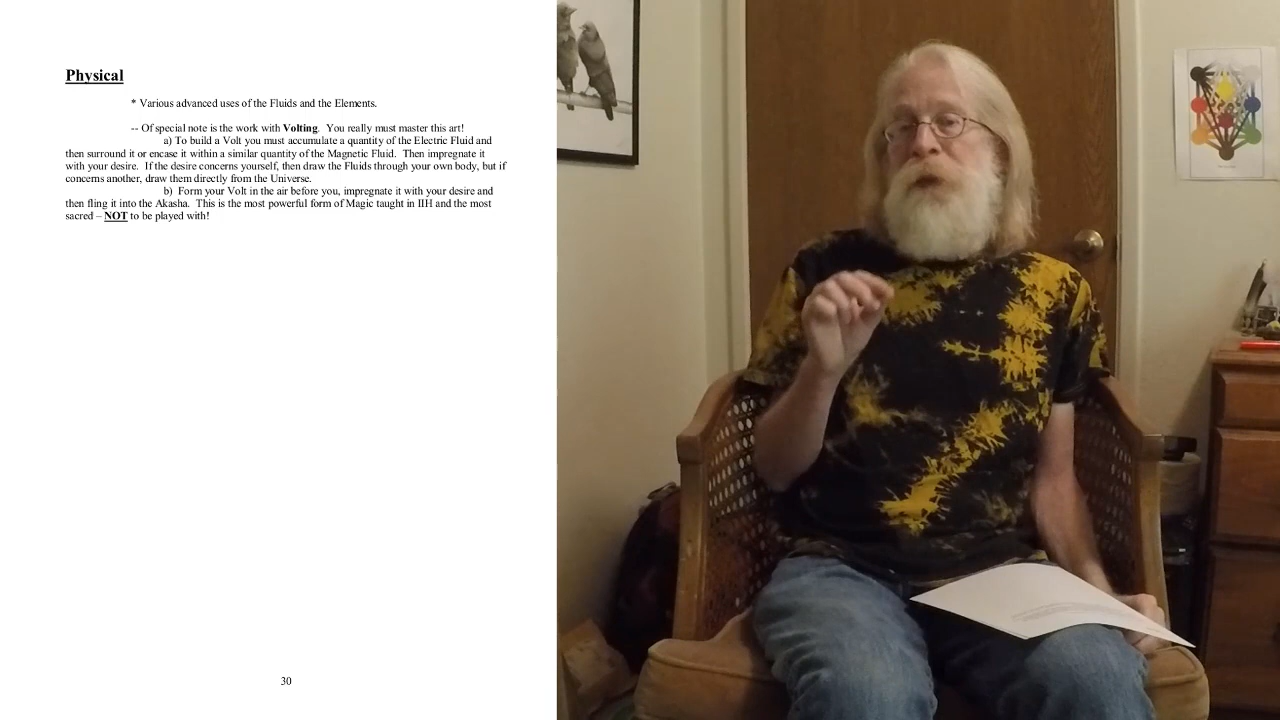 Physical
* Various advanced uses of the Fluids and the Elements.
-- Of special note is the work with Volting. You really must master this art!
a) To build a Volt you must accumulate a quantity of the Electric Fluid and
then surround it or encase it within a similar quantity of the Magnetic Fluid. Then impregnate it
with your desire. If the desire concerns yourself, then draw the Fluids through your own body, but if
concerns another, draw them directly from the Universe.
b) Form your Volt in the air before you, impregnate it with your desire and
then fling it into the Akasha. This is the most powerful form of Magic taught in IIH and the most
sacred – NOT to be played with!
30